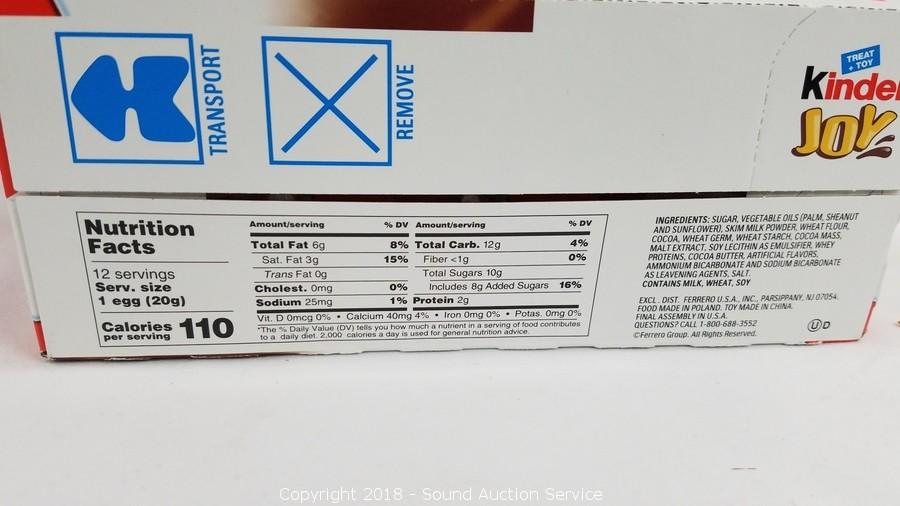 TRANSPORT
REMOVE
TREAT
+ TOY
Kinder
JOY
Nutrition
Facts
12 servings
Serv. size
1 egg (20g)
Calories
per serving 110
Amount/serving % DV
Total Fat 6g 8%
Sat. Fat 3g 15%
Trans Fat 0g
Cholest. 0mg 0%
Sodium 25mg 1%
Amount/serving % DV
Total Carb. 12g 4%
Fiber <1g 0%
Total Sugars 10g
Includes 8g Added Sugars 16%
Protein 2g
Vit. D 0mcg 0% • Calcium 40mg 4% • Iron 0mg 0% • Potas. 0mg 0%
*The % Daily Value (DV) tells you how much a nutrient in a serving of food contributes
to a daily diet. 2,000 calories a day is used for general nutrition advice.
INGREDIENTS: SUGAR, VEGETABLE OILS (PALM, SHEANUT
AND SUNFLOWER), SKIM MILK POWDER, WHEAT FLOUR,
COCOA, WHEAT GERM, WHEAT STARCH, COCOA MASS,
MALT EXTRACT, SOY LECITHIN AS EMULSIFIER, WHEY
PROTEINS, COCOA BUTTER, ARTIFICIAL FLAVORS,
AMMONIUM BICARBONATE AND SODIUM BICARBONATE
AS LEAVENING AGENTS, SALT.
CONTAINS MILK, WHEAT, SOY
EXCL. DIST. FERRERO U.S.A., INC., PARSIPPANY, NJ 07054.
FOOD MADE IN POLAND. TOY MADE IN CHINA.
FINAL ASSEMBLY IN U.S.A.
QUESTIONS? CALL 1-800-688-3552
©Ferrero Group. All Rights Reserved.
U D
Copyright 2018 - Sound Auction Service